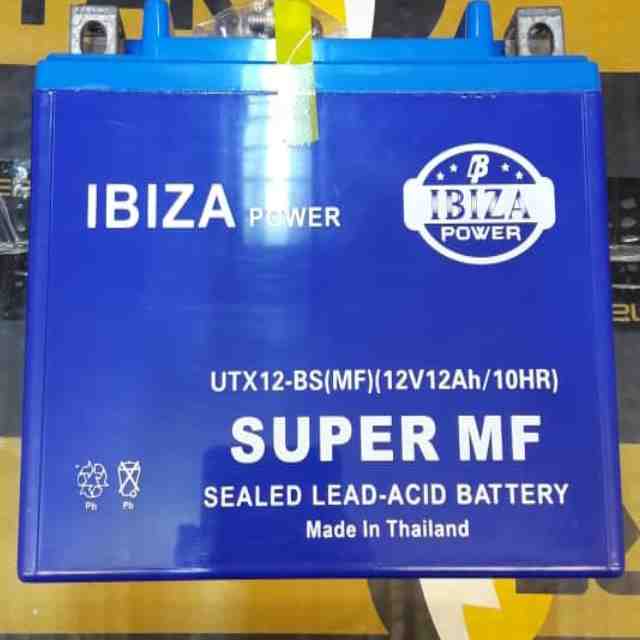 IBIZA POWER
IBIZA
POWER
UTX12-BS(MF)(12V12Ah/10HR)
SUPER MF
SEALED LEAD-ACID BATTERY
Made In Thailand
Pb Pb